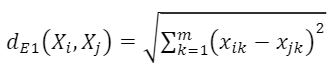 d_{E1}(X_i, X_j) = \sqrt{\sum_{k=1}^{m} (x_{ik} - x_{jk})^2}